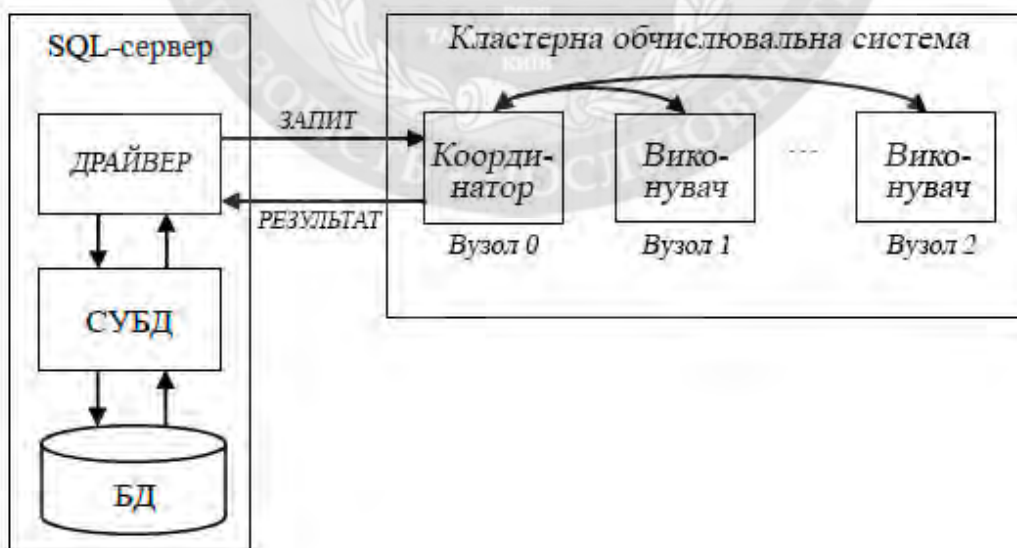 SQL-сервер
ДРАЙВЕР
СУБД
БД
ЗАПИТ
РЕЗУЛЬТАТ
Кластерна обчислювальна система
Коорди-
натор
Вузол 0
Вико-
нувач
Вузол 1
....
Вико-
нувач
Вузол 2